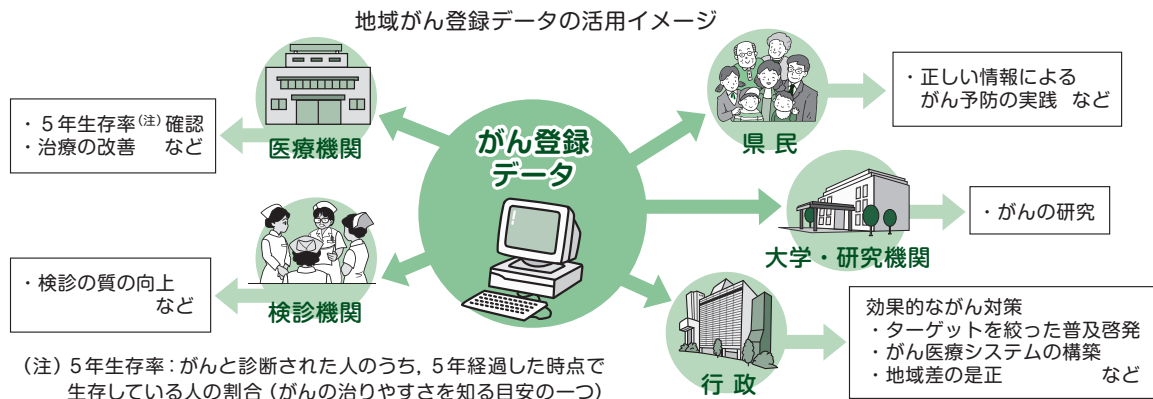 地域がん登録データの活用イメージ
・5年生存率(注)確認
・治療の改善 など
医療機関
・検診の質の向上
など
検診機関
がん登録
データ
県民
・正しい情報による
がん予防の実践 など
大学・研究機関
・がんの研究
行政
効果的ながん対策
・ターゲットを絞った普及啓発
・がん医療システムの構築
・地域差の是正 など
(注) 5年生存率:がんと診断された人のうち,5年経過した時点で
生存している人の割合(がんの治りやすさを知る目安の一つ)